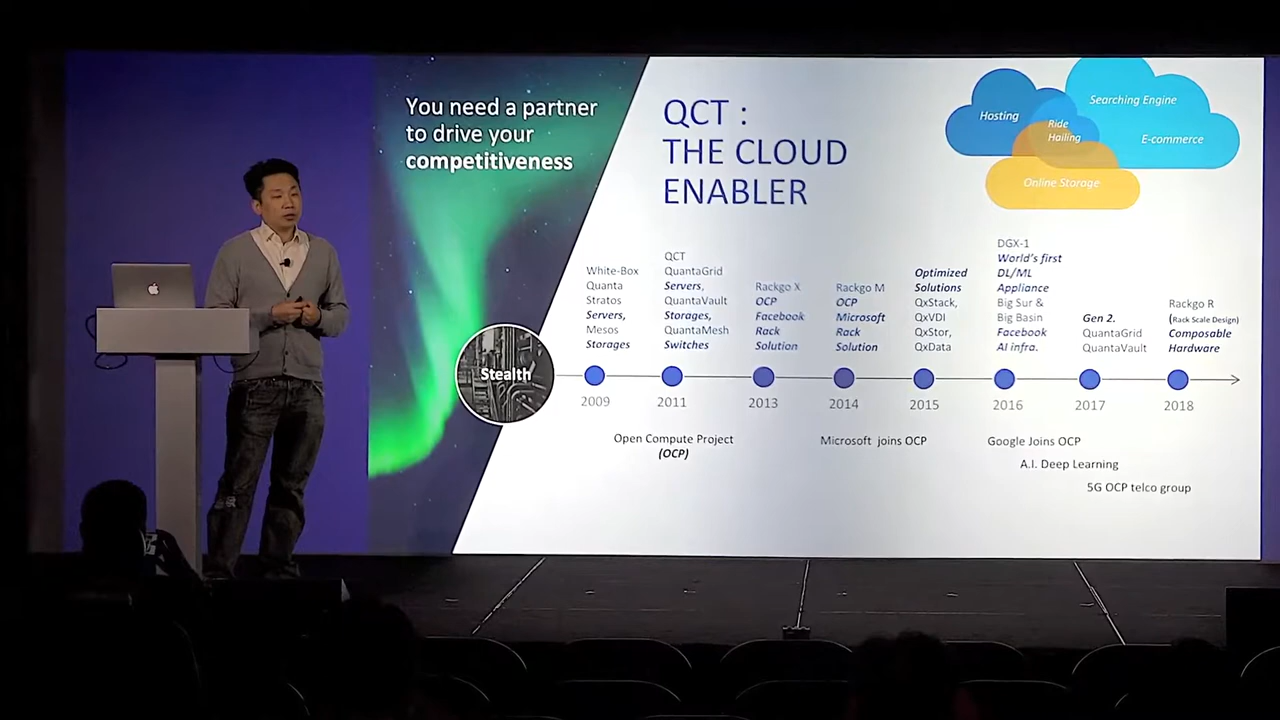 You need a partner
to drive your
competitiveness
QCT :
THE CLOUD
ENABLER
Hosting
Searching Engine
Ride
Hailing
E-commerce
Online Storage
Stealth
White-Box
Quanta
Stratos
Servers,
Mesos
Storages
2009
QCT
QuantaGrid
Servers,
QuantaVault
Storages,
QuantaMesh
Switches
2011
Rackgo X
OCP
Facebook
Rack
Solution
2013
Rackgo M
OCP
Microsoft
Rack
Solution
2014
Optimized
Solutions
QxStack,
QxVDI
QxStor,
QxData
2015
DGX-1
World's first
DL/ML
Appliance
Big Sur &
Big Basin
Facebook
AI infra.
2016
Gen 2.
QuantaGrid
QuantaVault
2017
Rackgo R
(Rack Scale Design)
Composable
Hardware
2018
Open Compute Project
(OCP)
Microsoft joins OCP
Google Joins OCP
A.I. Deep Learning
5G OCP telco group